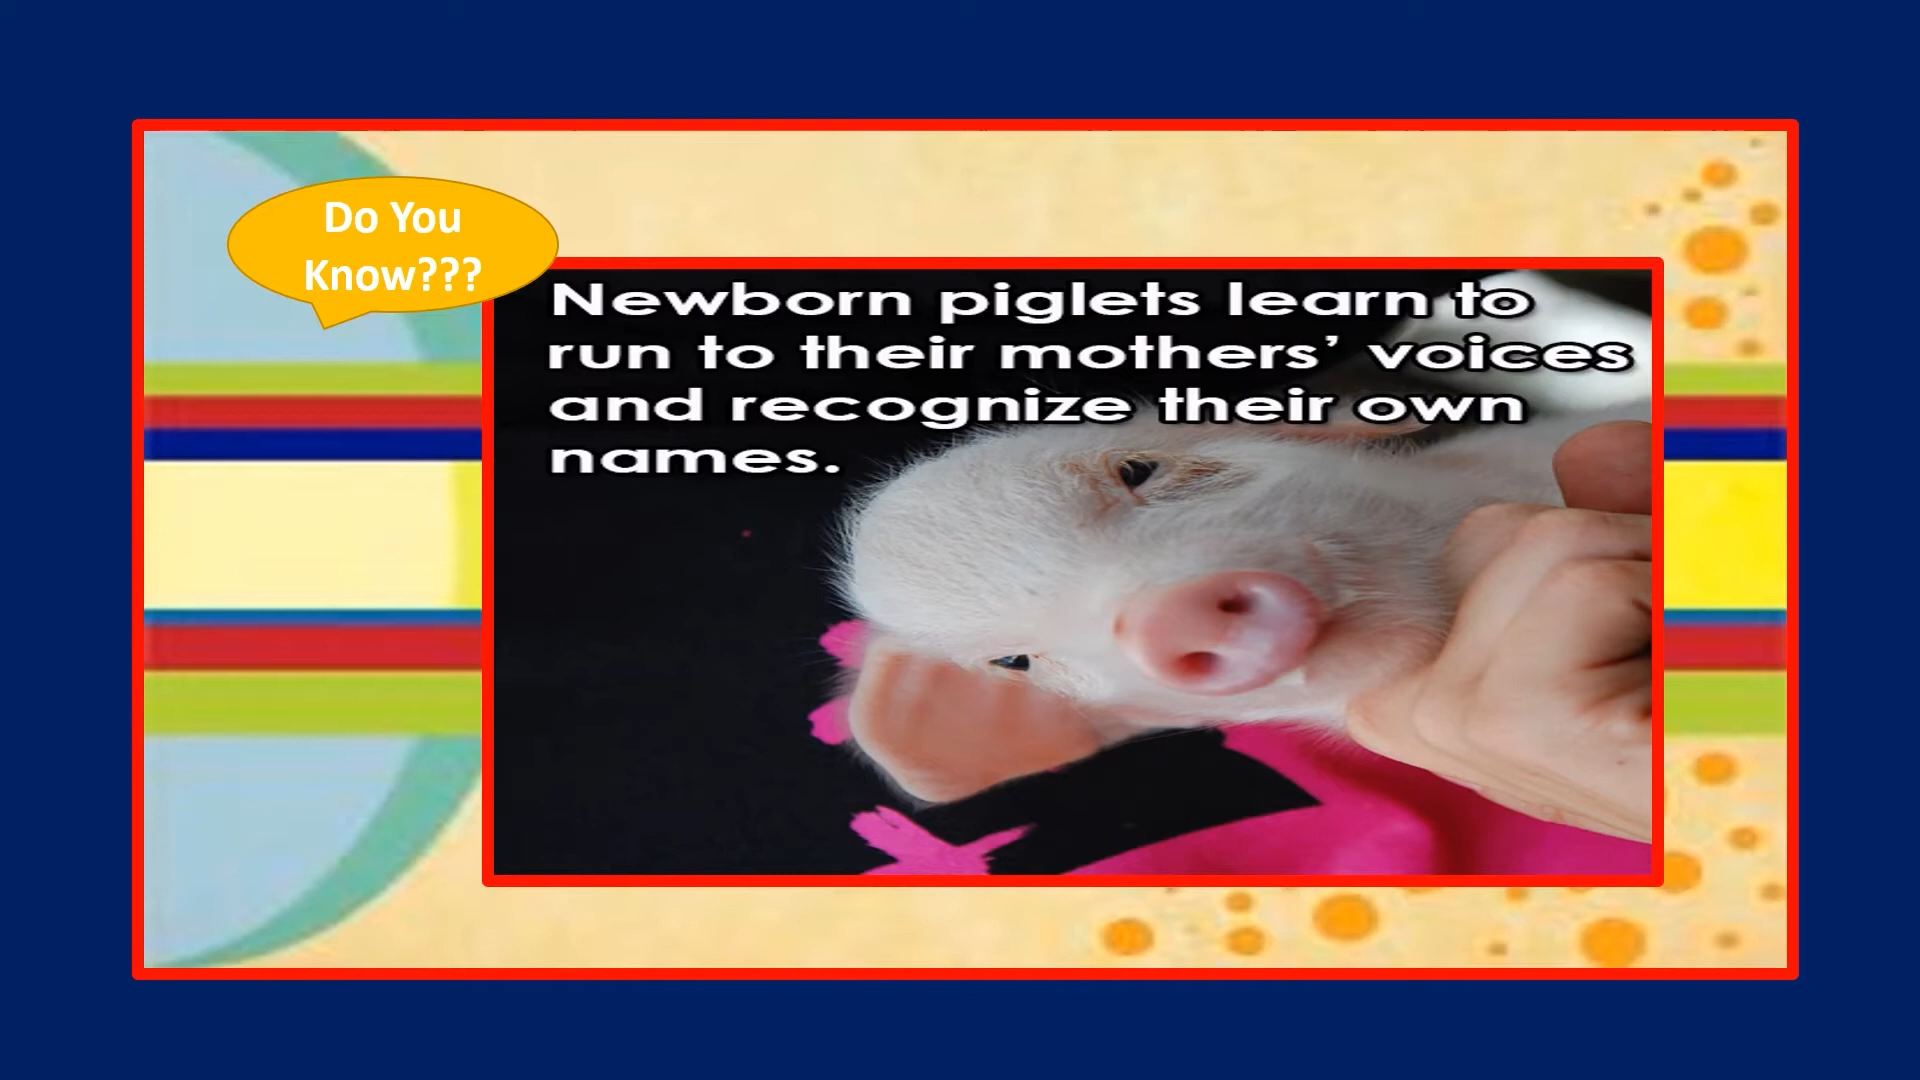 Do You
Know???
Newborn piglets learn to
run to their mothers’ voices
and recognize their own
names.